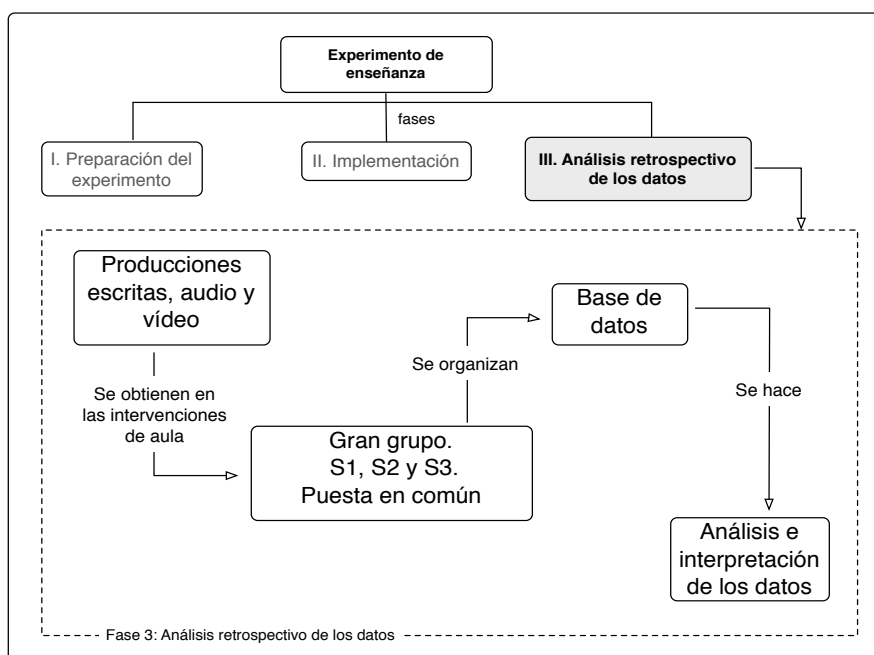 Experimento de
enseñanza
fases
I. Preparación del
experimento
II. Implementación
III. Análisis retrospectivo
de los datos
Producciones
escritas, audio y
vídeo
Se obtienen en
las intervenciones
de aula
Gran grupo.
S1, S2 y S3.
Puesta en común
Se organizan
Base de
datos
Se hace
Análisis e
interpretación
de los datos
Fase 3: Análisis retrospectivo de los datos